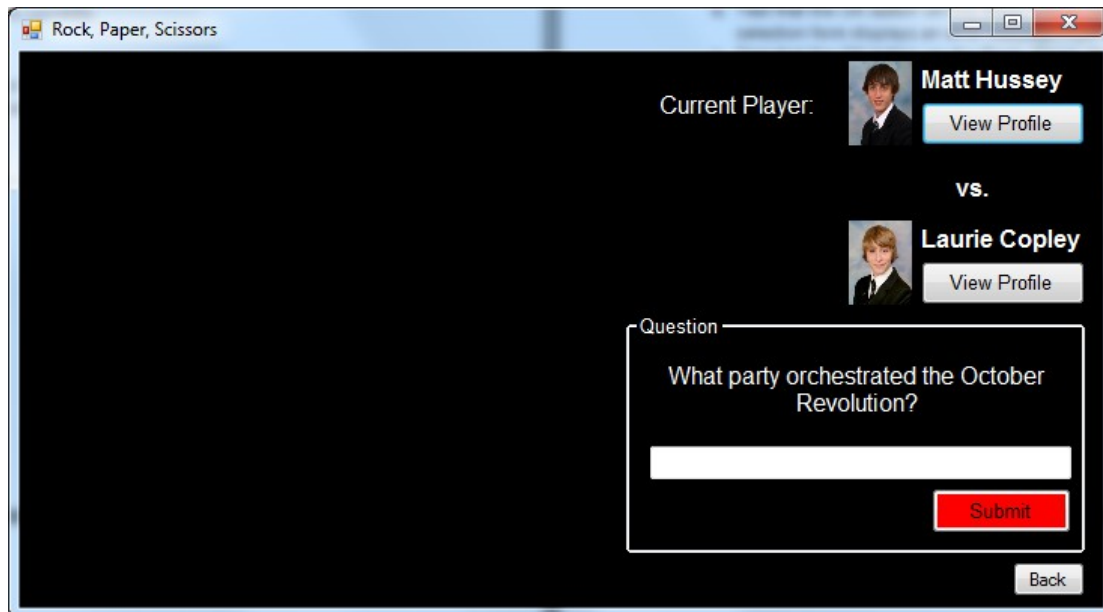 Rock, Paper, Scissors
Current Player:
Matt Hussey
View Profile
vs.
Laurie Copley
View Profile
Question
What party orchestrated the October
Revolution?
Submit
Back